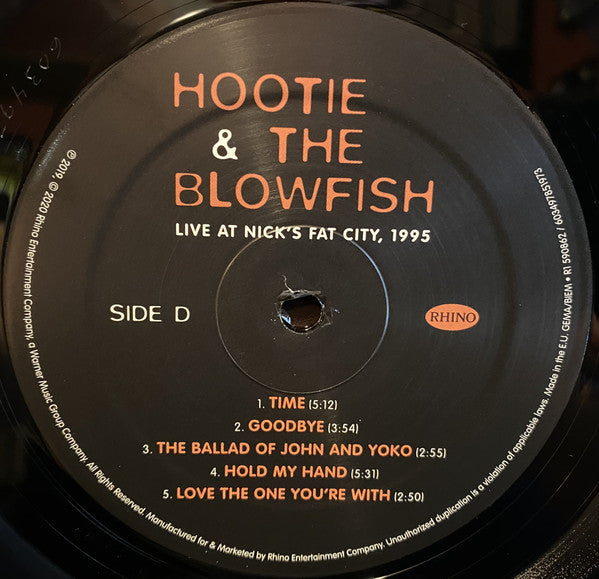 HOOTIE
& THE
BLOWFISH
LIVE AT NICK'S FAT CITY, 1995
SIDE D
RHINO
1. TIME (5:12)
2. GOODBYE (3:54)
3. THE BALLAD OF JOHN AND YOKO (2:55)
4. HOLD MY HAND (5:31)
5. LOVE THE ONE YOU'RE WITH (2:50)
℗ 2019, © 2020 Rhino Entertainment Company, a Warner Music Group Company. All Rights Reserved. Manufactured for & Marketed by Rhino Entertainment Company. Unauthorized duplication is a violation of applicable laws. Made in the E.U. GEMA/BIEM • R1 590862 / 603497851973